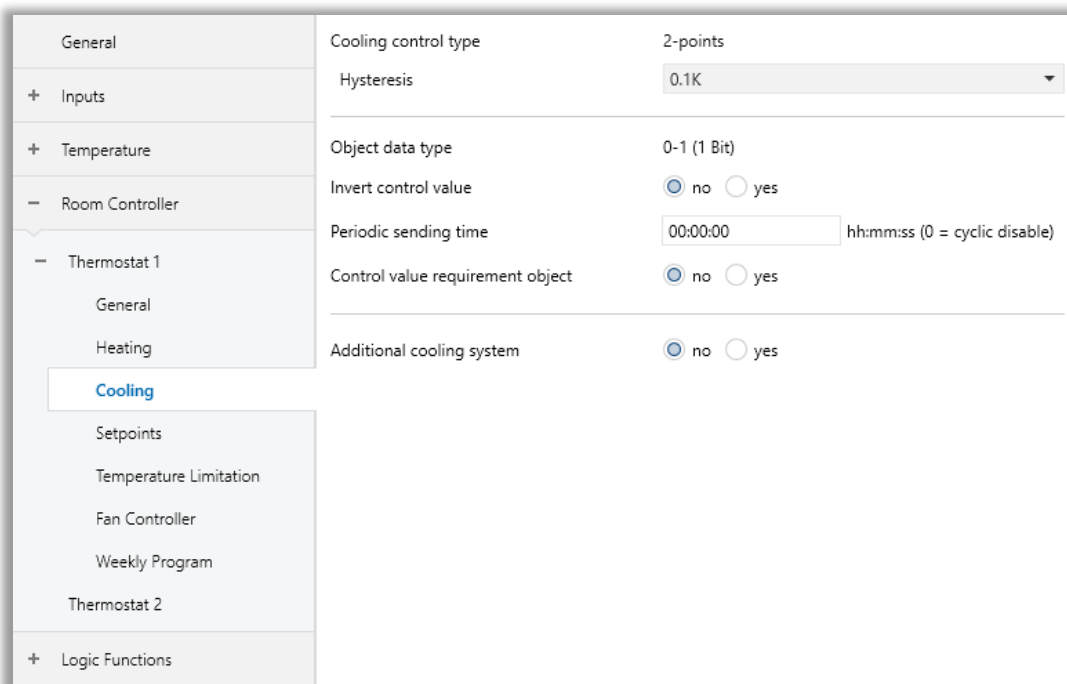 General
+ Inputs
+ Temperature
− Room Controller
− Thermostat 1
General
Heating
Cooling
Setpoints
Temperature Limitation
Fan Controller
Weekly Program
Thermostat 2
+ Logic Functions
Cooling control type 2-points
Hysteresis 0.1K
Object data type 0-1 (1 Bit)
Invert control value no yes
Periodic sending time 00:00:00 hh:mm:ss (0 = cyclic disable)
Control value requirement object no yes
Additional cooling system no yes